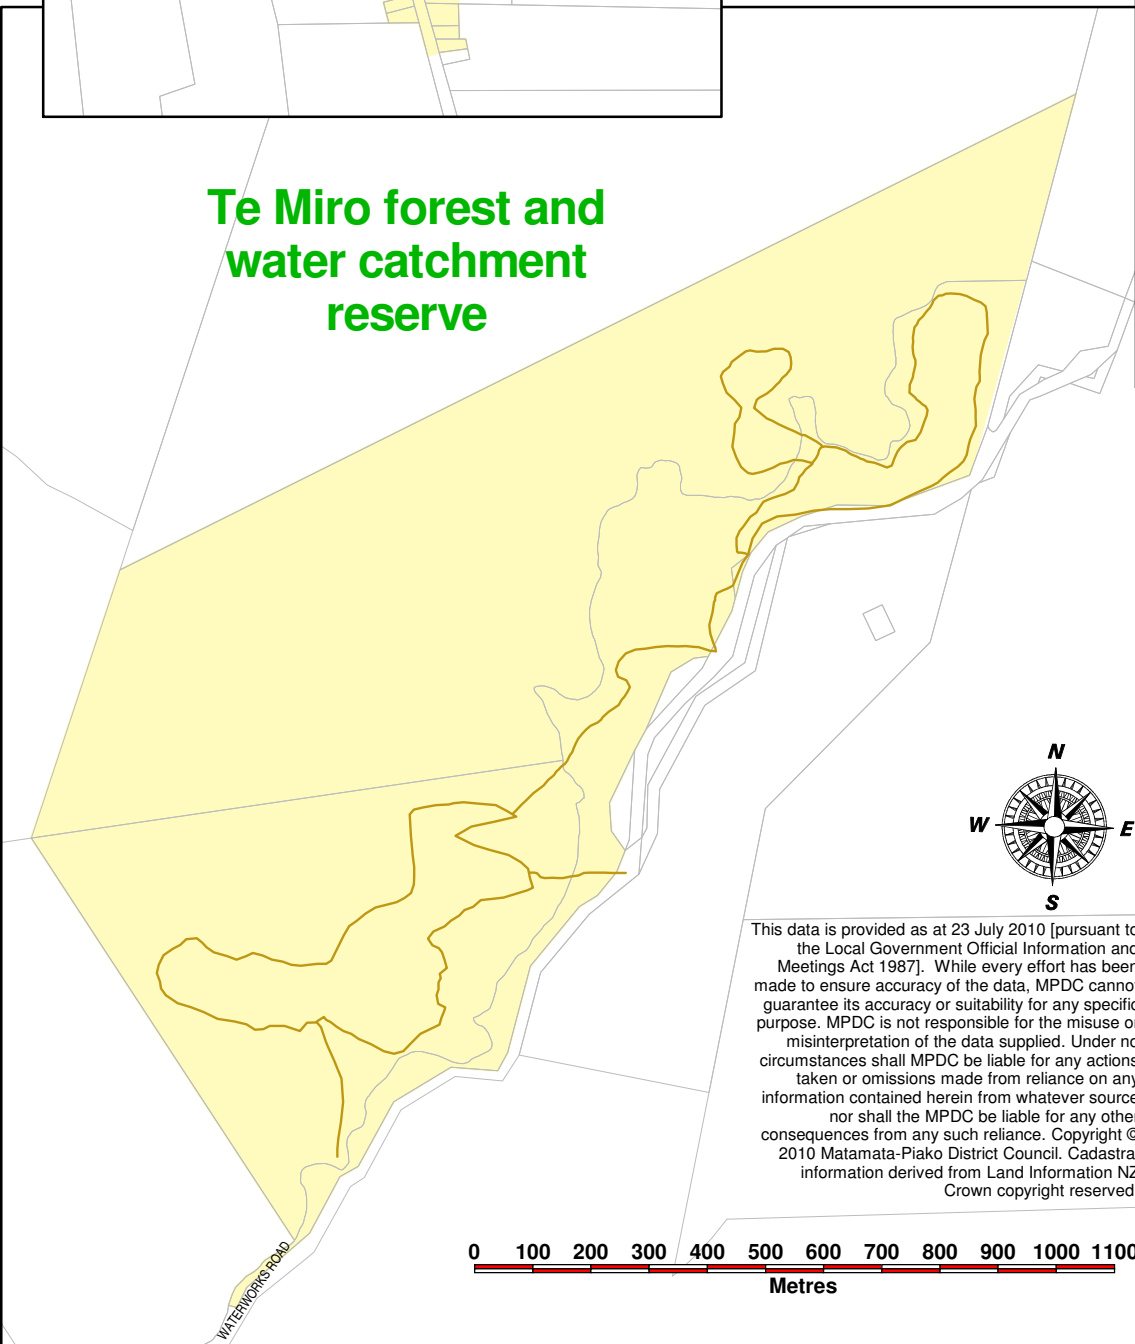 Te Miro forest and
water catchment
reserve
N
W
E
S
This data is provided as at 23 July 2010 [pursuant to
the Local Government Official Information and
Meetings Act 1987]. While every effort has been
made to ensure accuracy of the data, MPDC cannot
guarantee its accuracy or suitability for any specific
purpose. MPDC is not responsible for the misuse or
misinterpretation of the data supplied. Under no
circumstances shall MPDC be liable for any actions
taken or omissions made from reliance on any
information contained herein from whatever source
nor shall the MPDC be liable for any other
consequences from any such reliance. Copyright ©
2010 Matamata-Piako District Council. Cadastra
information derived from Land Information NZ
Crown copyright reserved
0 100 200 300 400 500 600 700 800 900 1000 1100
Metres
WATERWORKS ROAD